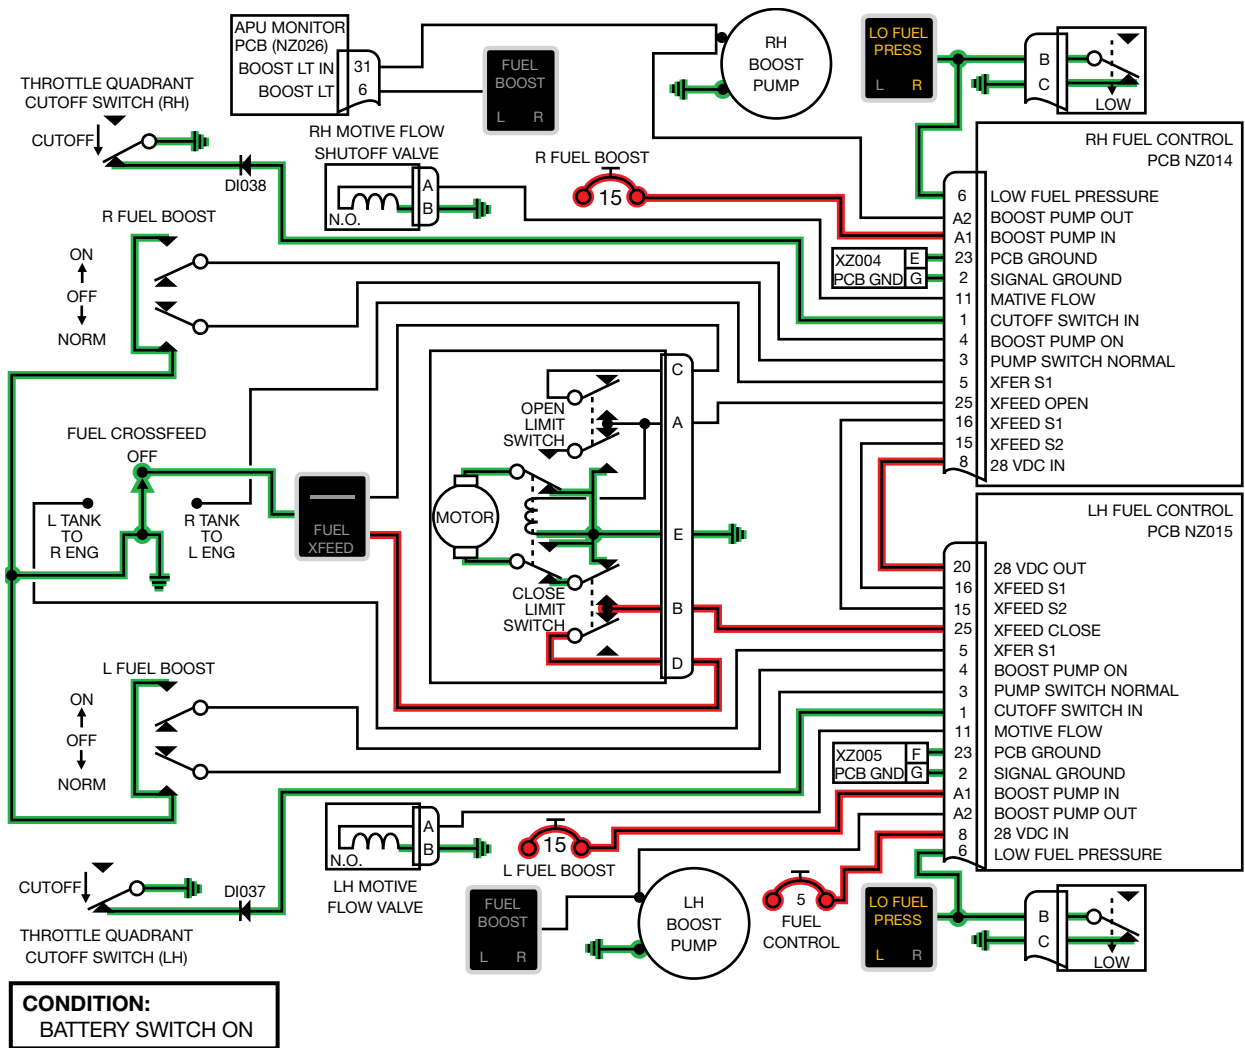 APU MONITOR
PCB (NZ026)
BOOST LT IN 31
BOOST LT 6
FUEL
BOOST
L R
RH
BOOST
PUMP
LO FUEL
PRESS
L R
B
C
LOW
THROTTLE QUADRANT
CUTOFF SWITCH (RH)
CUTOFF
DI038
RH MOTIVE FLOW
SHUTOFF VALVE
A
B
N.O.
R FUEL BOOST
15
RH FUEL CONTROL
PCB NZ014
6 LOW FUEL PRESSURE
A2 BOOST PUMP OUT
A1 BOOST PUMP IN
23 PCB GROUND
2 SIGNAL GROUND
11 MATIVE FLOW
1 CUTOFF SWITCH IN
4 BOOST PUMP ON
3 PUMP SWITCH NORMAL
5 XFER S1
25 XFEED OPEN
16 XFEED S1
15 XFEED S2
8 28 VDC IN
XZ004 E
PCB GND G
R FUEL BOOST
ON
OFF
NORM
FUEL CROSSFEED
OFF
L TANK
TO
R ENG
R TANK
TO
L ENG
FUEL
XFEED
OPEN
LIMIT
SWITCH
MOTOR
CLOSE
LIMIT
SWITCH
C
A
E
B
D
LH FUEL CONTROL
PCB NZ015
20 28 VDC OUT
16 XFEED S1
15 XFEED S2
25 XFEED CLOSE
5 XFER S1
4 BOOST PUMP ON
3 PUMP SWITCH NORMAL
1 CUTOFF SWITCH IN
11 MOTIVE FLOW
23 PCB GROUND
2 SIGNAL GROUND
A1 BOOST PUMP IN
A2 BOOST PUMP OUT
8 28 VDC IN
6 LOW FUEL PRESSURE
XZ005 F
PCB GND G
L FUEL BOOST
ON
OFF
NORM
A
B
N.O.
LH MOTIVE
FLOW VALVE
15
L FUEL BOOST
CUTOFF
DI037
THROTTLE QUADRANT
CUTOFF SWITCH (LH)
FUEL
BOOST
L R
LH
BOOST
PUMP
5
FUEL
CONTROL
LO FUEL
PRESS
L R
B
C
LOW
CONDITION:
BATTERY SWITCH ON